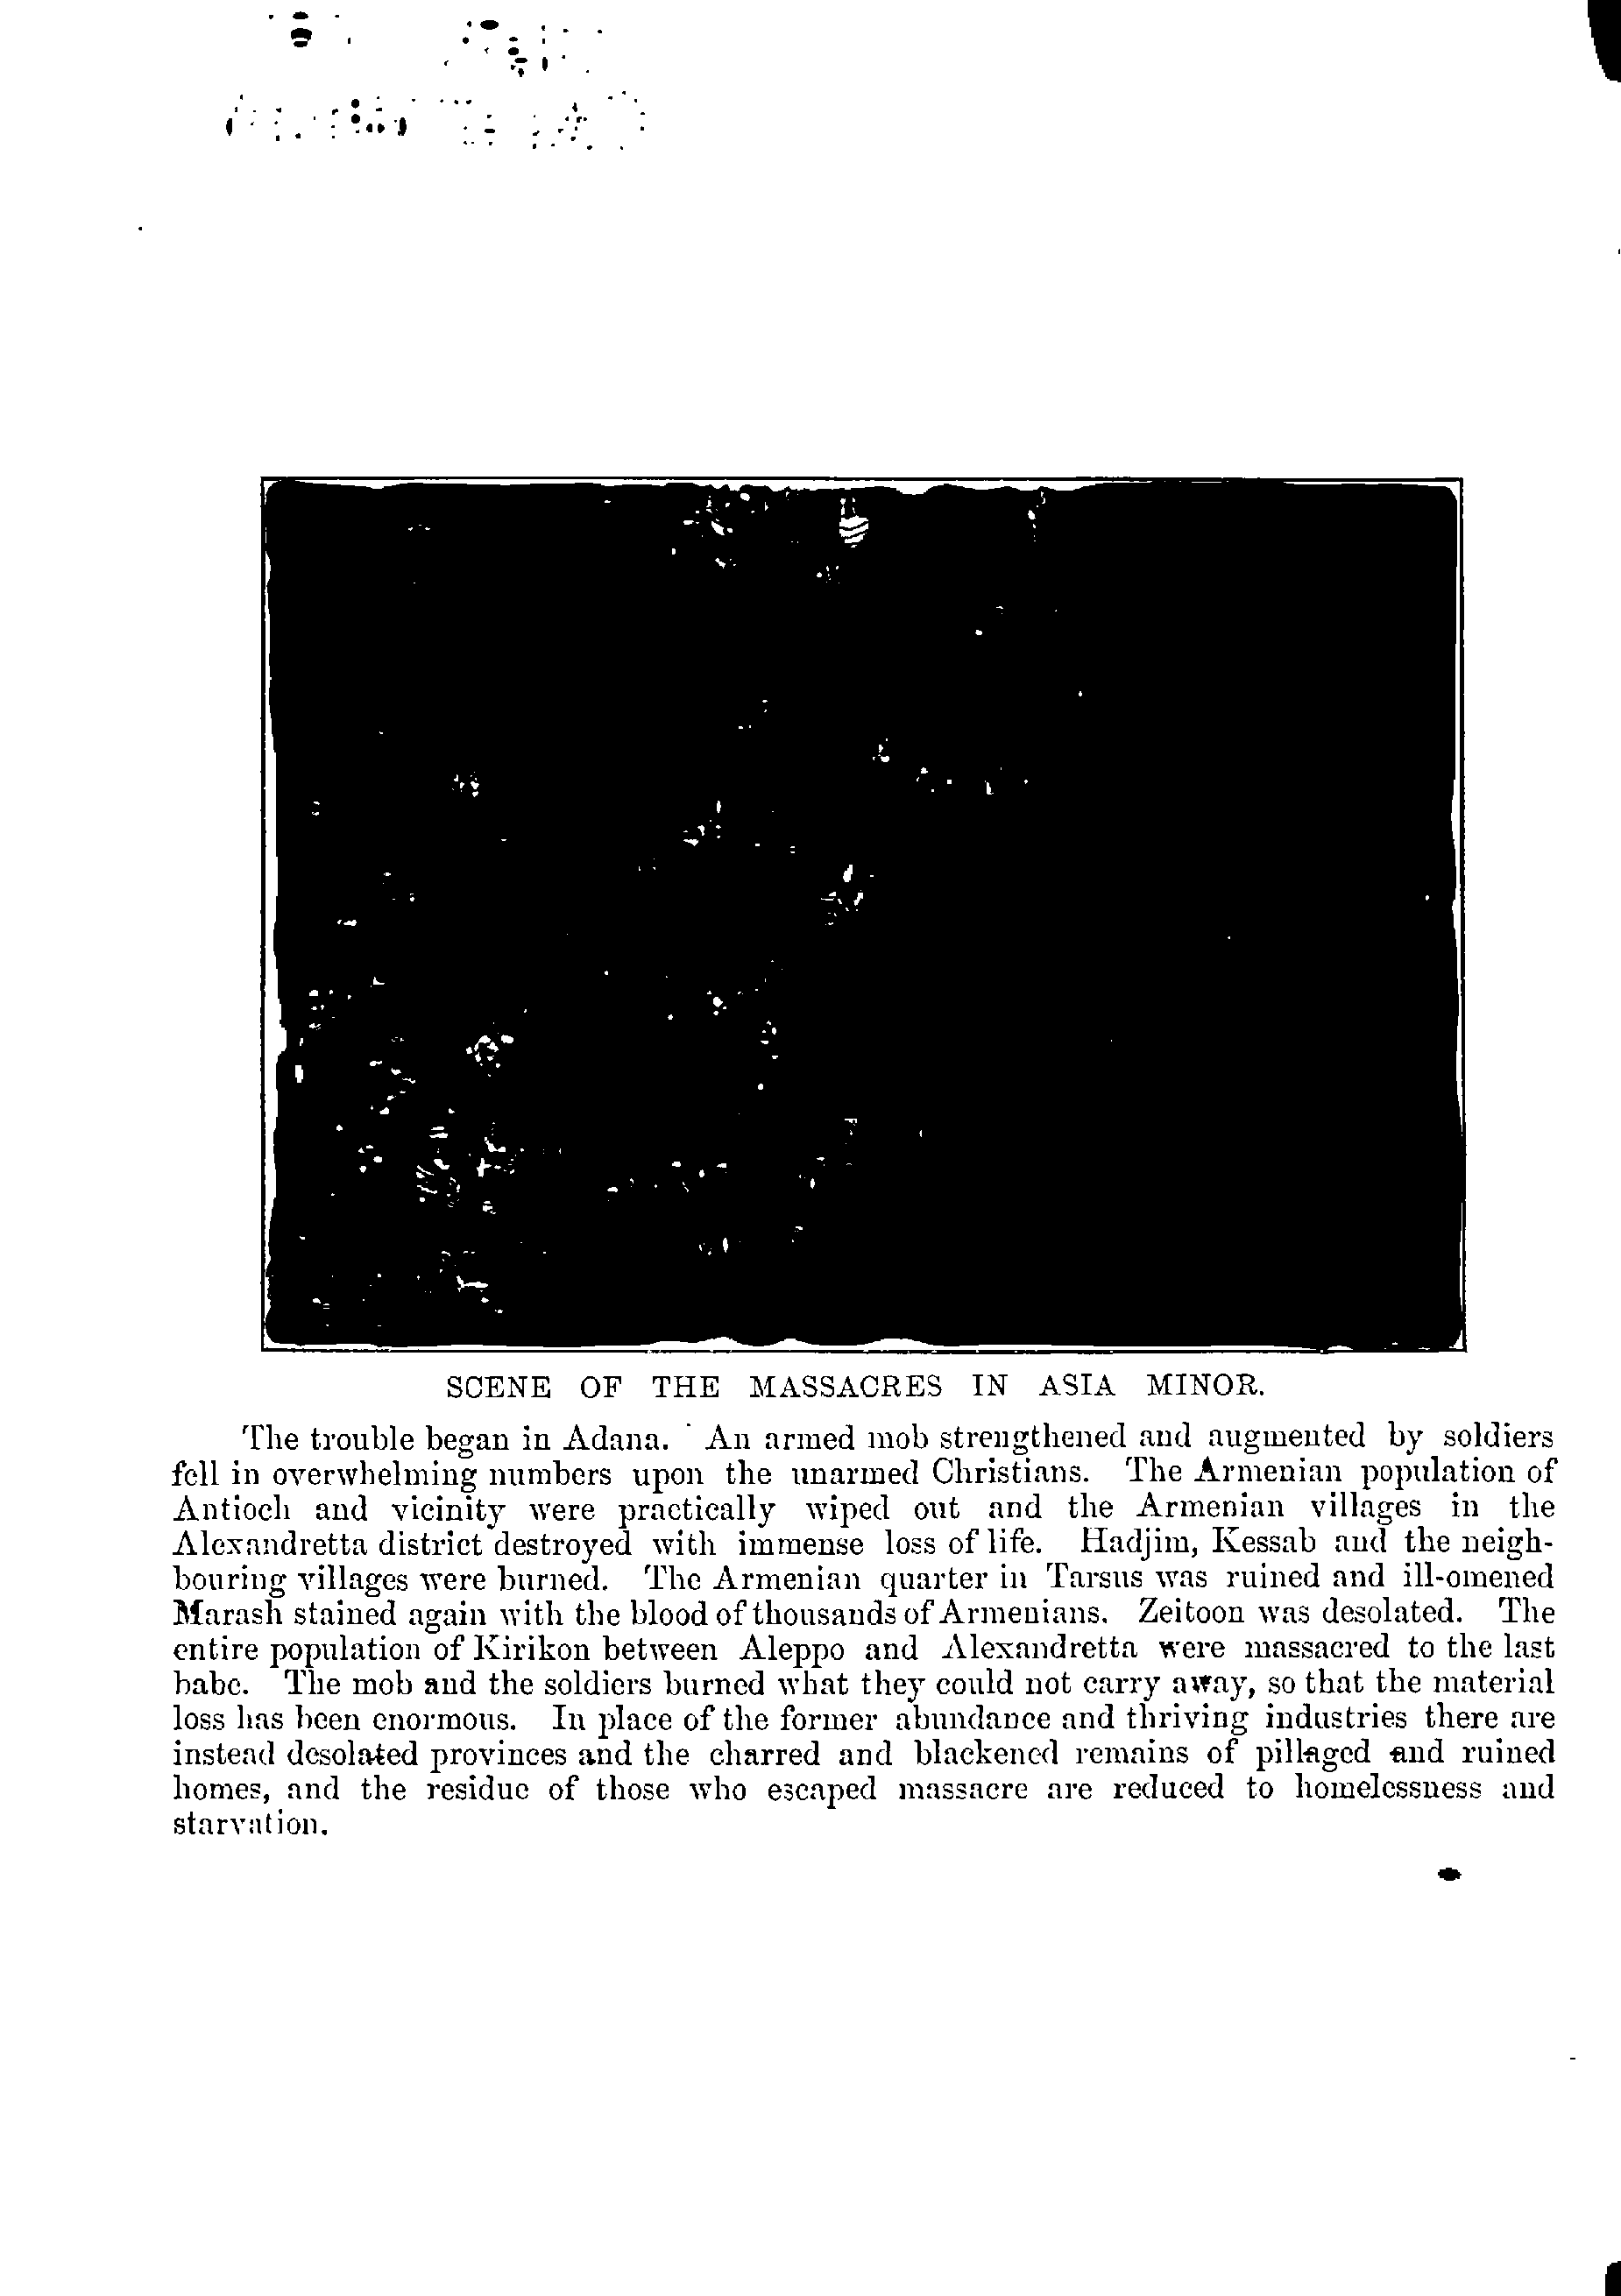 SCENE OF THE MASSACRES IN ASIA MINOR.
The trouble began in Adana. An armed mob strengthened and augmented by soldiers
fell in overwhelming numbers upon the unarmed Christians. The Armenian population of
Antioch and vicinity were practically wiped out and the Armenian villages in the
Alexandretta district destroyed with immense loss of life. Hadjim, Kessab and the neigh-
bouring villages were burned. The Armenian quarter in Tarsus was ruined and ill-omened
Marash stained again with the blood of thousands of Armenians. Zeitoon was desolated. The
entire population of Kirikon between Aleppo and Alexandretta were massacred to the last
babe. The mob and the soldiers burned what they could not carry away, so that the material
loss has been enormous. In place of the former abundance and thriving industries there are
instead desolated provinces and the charred and blackened remains of pillaged and ruined
homes, and the residue of those who escaped massacre are reduced to homelessness and
starvation.